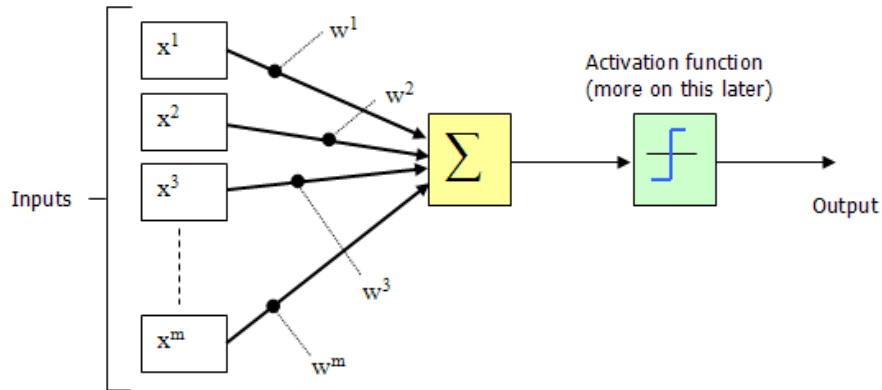 x¹
w¹
x²
w²
x³
w³
xᵐ
wᵐ
Inputs
∑
Activation function
(more on this later)
Output